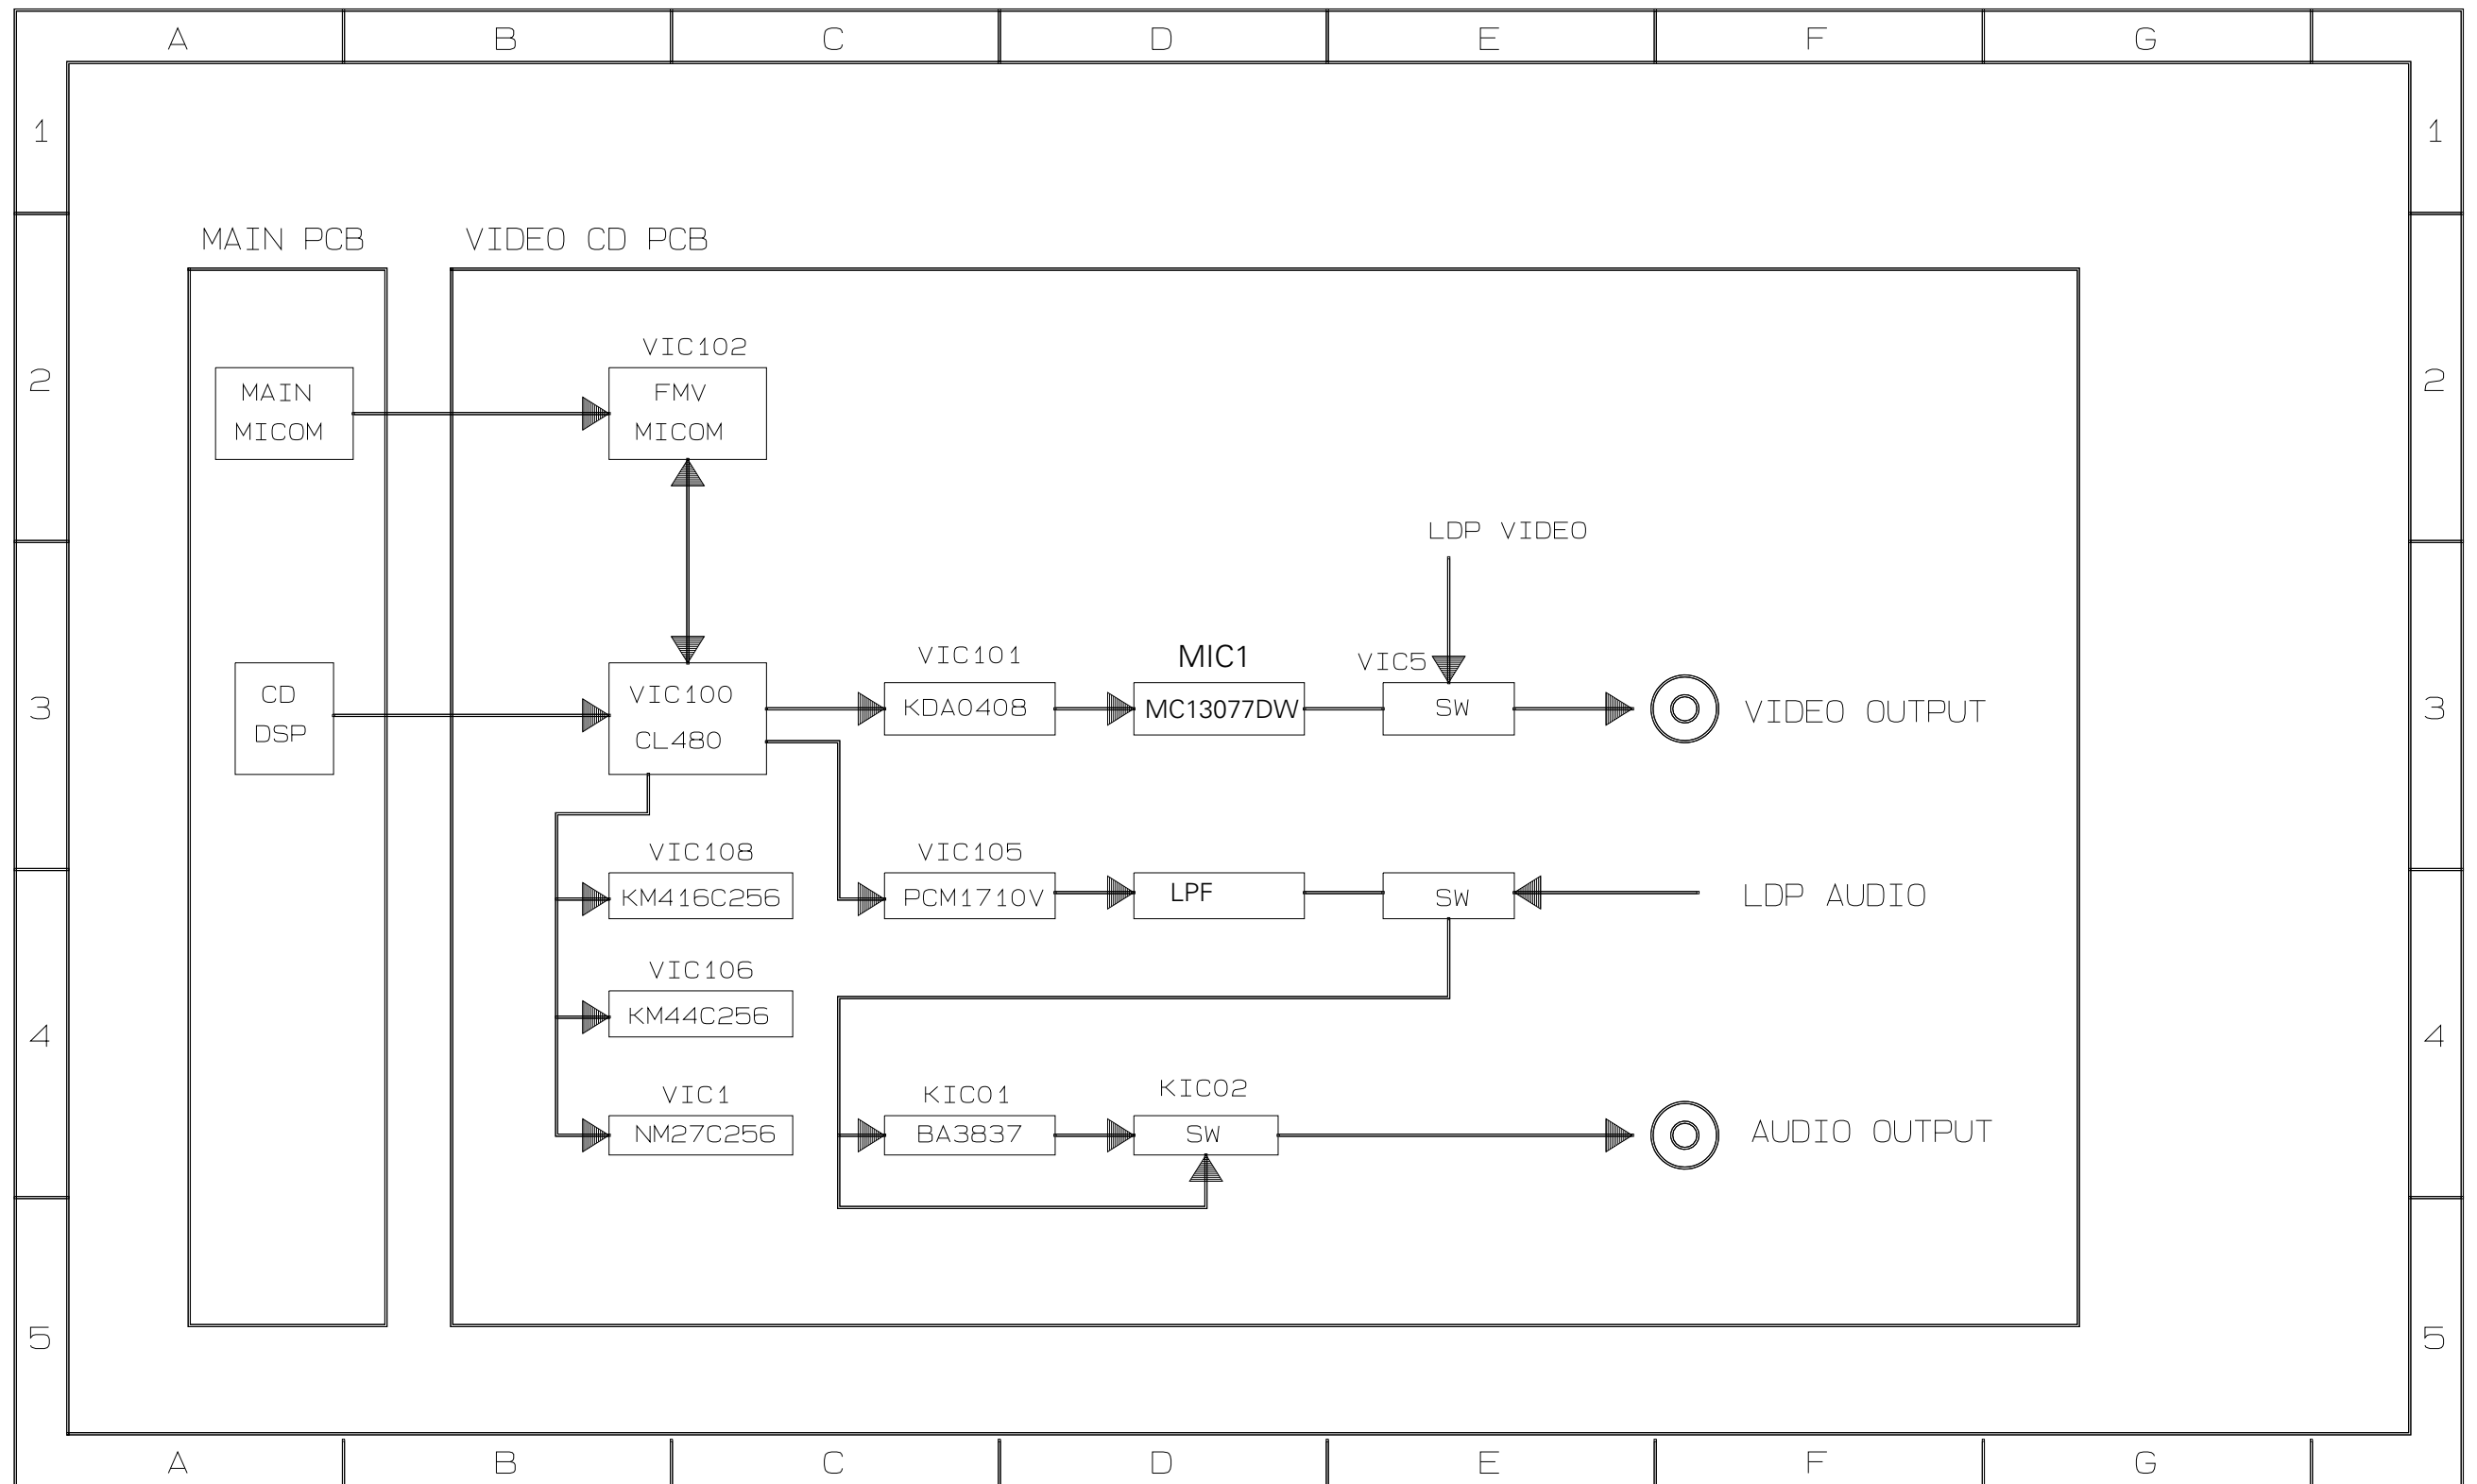 A B C D E F G
1 1
MAIN PCB VIDEO CD PCB
VIC102
2 2
MAIN
MICOM
FMV
MICOM
LDP VIDEO
VIC101 MIC1 VIC5
3 3
CD
DSP
VIC100
CL480
KDA0408 MC13077DW SW VIDEO OUTPUT
VIC108 VIC105
KM416C256 PCM1710V LPF SW LDP AUDIO
VIC106
KM44C256
4 4
VIC1 KIC01 KIC02
NM27C256 BA3837 SW AUDIO OUTPUT
5 5
A B C D E F G